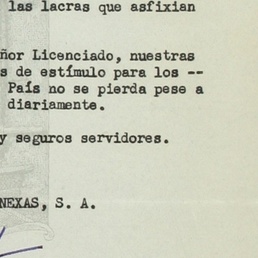 las lacras que asfixian
ñor Licenciado, nuestras
s de estímulo para los --
País no se pierda pese a
diariamente.
y seguros servidores.
NEXAS, S. A.